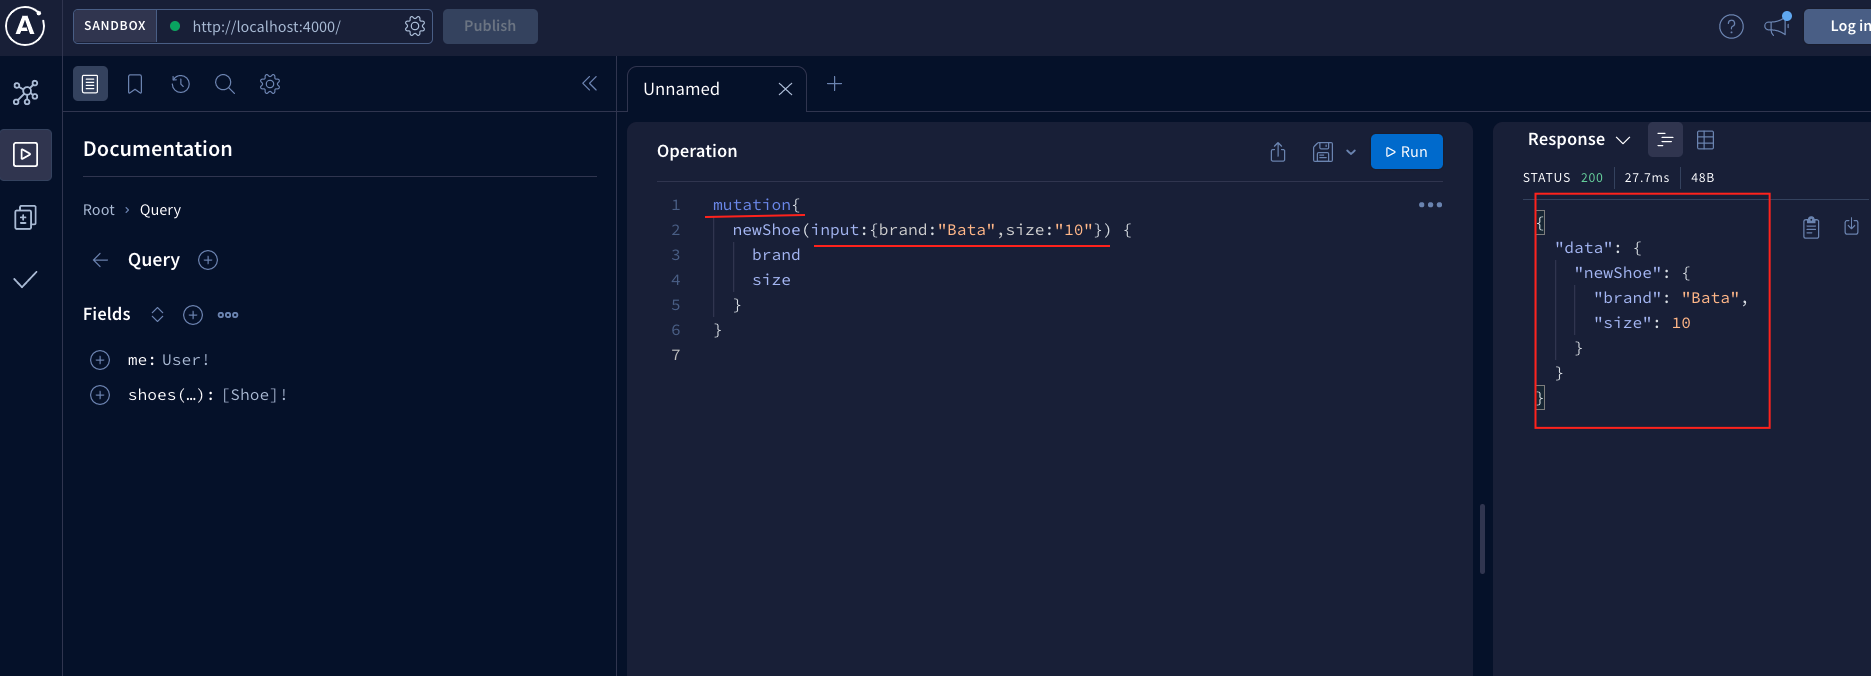 A
SANDBOX
http://localhost:4000/
Publish
?
Log in
Documentation
Root › Query
Query
Fields
me: User!
shoes(…): [Shoe]!
Unnamed
Operation
Run
1 mutation{
2 newShoe(input:{brand:"Bata",size:"10"}) {
3 brand
4 size
5 }
6 }
7
Response
STATUS 200 27.7ms 48B
{
"data": {
"newShoe": {
"brand": "Bata",
"size": 10
}
}
}